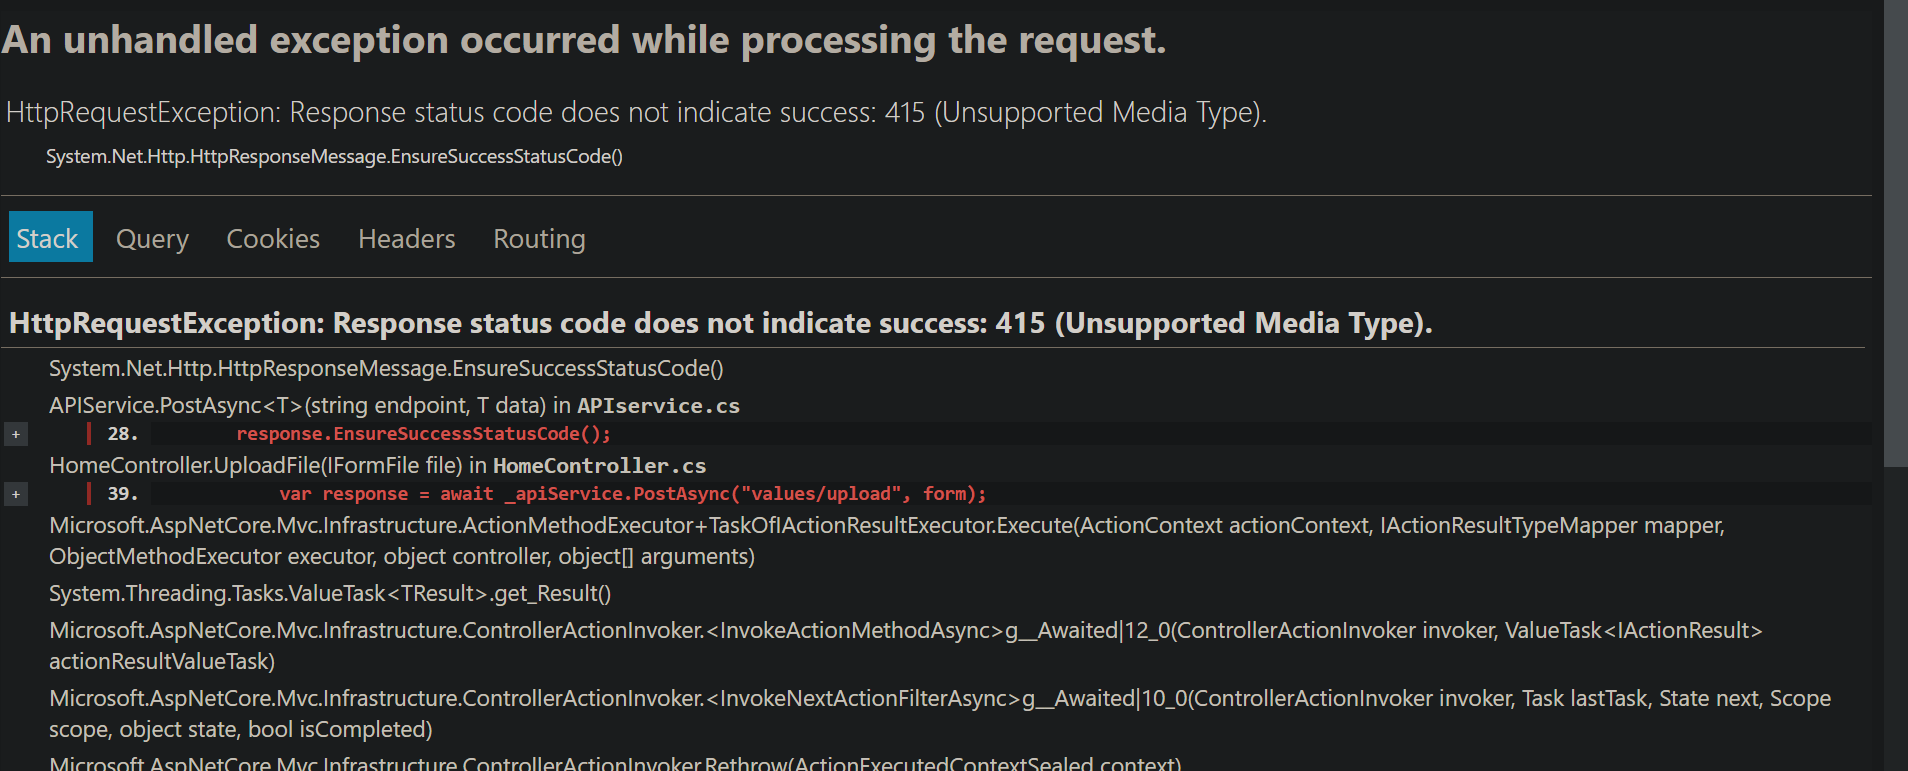 An unhandled exception occurred while processing the request.
HttpRequestException: Response status code does not indicate success: 415 (Unsupported Media Type).
System.Net.Http.HttpResponseMessage.EnsureSuccessStatusCode()
Stack Query Cookies Headers Routing
HttpRequestException: Response status code does not indicate success: 415 (Unsupported Media Type).
System.Net.Http.HttpResponseMessage.EnsureSuccessStatusCode()
APIService.PostAsync<T>(string endpoint, T data) in APIservice.cs
+ 28. response.EnsureSuccessStatusCode();
HomeController.UploadFile(IFormFile file) in HomeController.cs
+ 39. var response = await _apiService.PostAsync("values/upload", form);
Microsoft.AspNetCore.Mvc.Infrastructure.ActionMethodExecutor+TaskOfIActionResultExecutor.Execute(ActionContext actionContext, IActionResultTypeMapper mapper,
ObjectMethodExecutor executor, object controller, object[] arguments)
System.Threading.Tasks.ValueTask<TResult>.get_Result()
Microsoft.AspNetCore.Mvc.Infrastructure.ControllerActionInvoker.<InvokeActionMethodAsync>g__Awaited|12_0(ControllerActionInvoker invoker, ValueTask<IActionResult>
actionResultValueTask)
Microsoft.AspNetCore.Mvc.Infrastructure.ControllerActionInvoker.<InvokeNextActionFilterAsync>g__Awaited|10_0(ControllerActionInvoker invoker, Task lastTask, State next, Scope
scope, object state, bool isCompleted)
Microsoft.AspNetCore.Mvc.Infrastructure.ControllerActionInvoker.Rethrow(ActionExecutedContextSealed context)